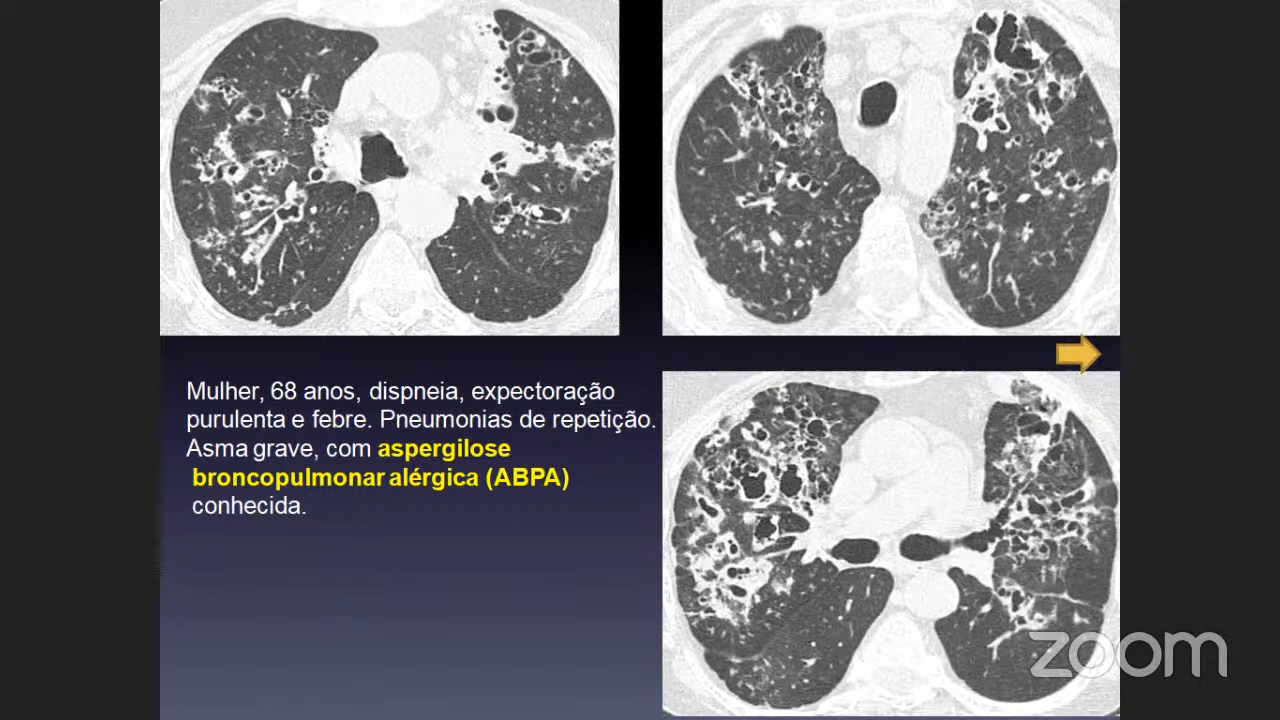 Mulher, 68 anos, dispneia, expectoração
purulenta e febre. Pneumonias de repetição.
Asma grave, com aspergilose
broncopulmonar alérgica (ABPA)
conhecida.
zoom